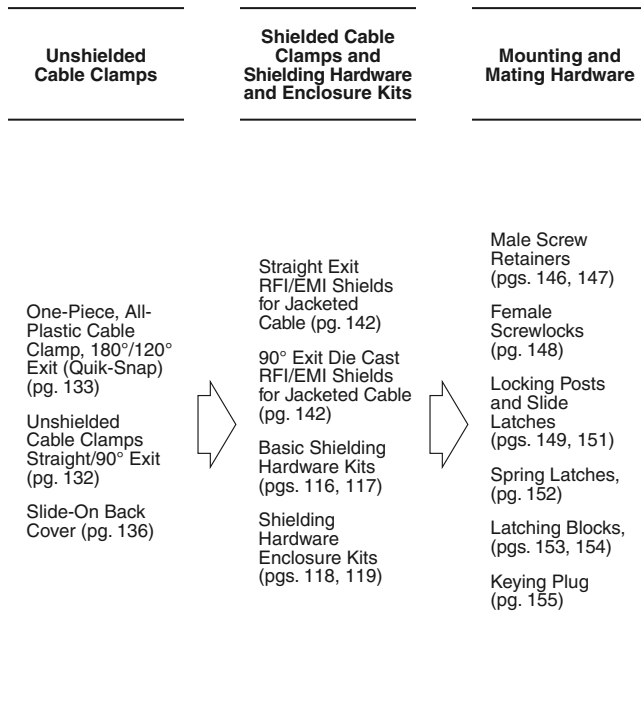 Unshielded
Cable Clamps
Shielded Cable
Clamps and
Shielding Hardware
and Enclosure Kits
Mounting and
Mating Hardware
One-Piece, All-
Plastic Cable
Clamp, 180°/120°
Exit (Quik-Snap)
(pg. 133)
Unshielded
Cable Clamps
Straight/90° Exit
(pg. 132)
Slide-On Back
Cover (pg. 136)
Straight Exit
RFI/EMI Shields
for Jacketed
Cable (pg. 142)
90° Exit Die Cast
RFI/EMI Shields
for Jacketed Cable
(pg. 142)
Basic Shielding
Hardware Kits
(pgs. 116, 117)
Shielding
Hardware
Enclosure Kits
(pgs. 118, 119)
Male Screw
Retainers
(pgs. 146, 147)
Female
Screwlocks
(pg. 148)
Locking Posts
and Slide
Latches
(pgs. 149, 151)
Spring Latches,
(pg. 152)
Latching Blocks,
(pgs. 153, 154)
Keying Plug
(pg. 155)